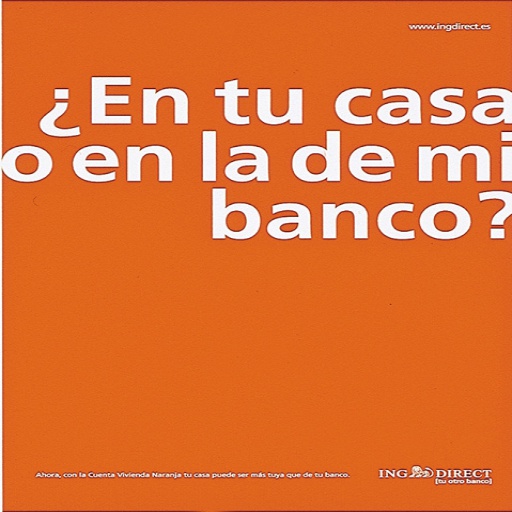 www.ingdirect.es
¿En tu casa
o en la de mi
banco?
Ahora, con la Cuenta Vivienda Naranja tu casa puede ser más tuya que de tu banco.
ING DIRECT
[tu otro banco]